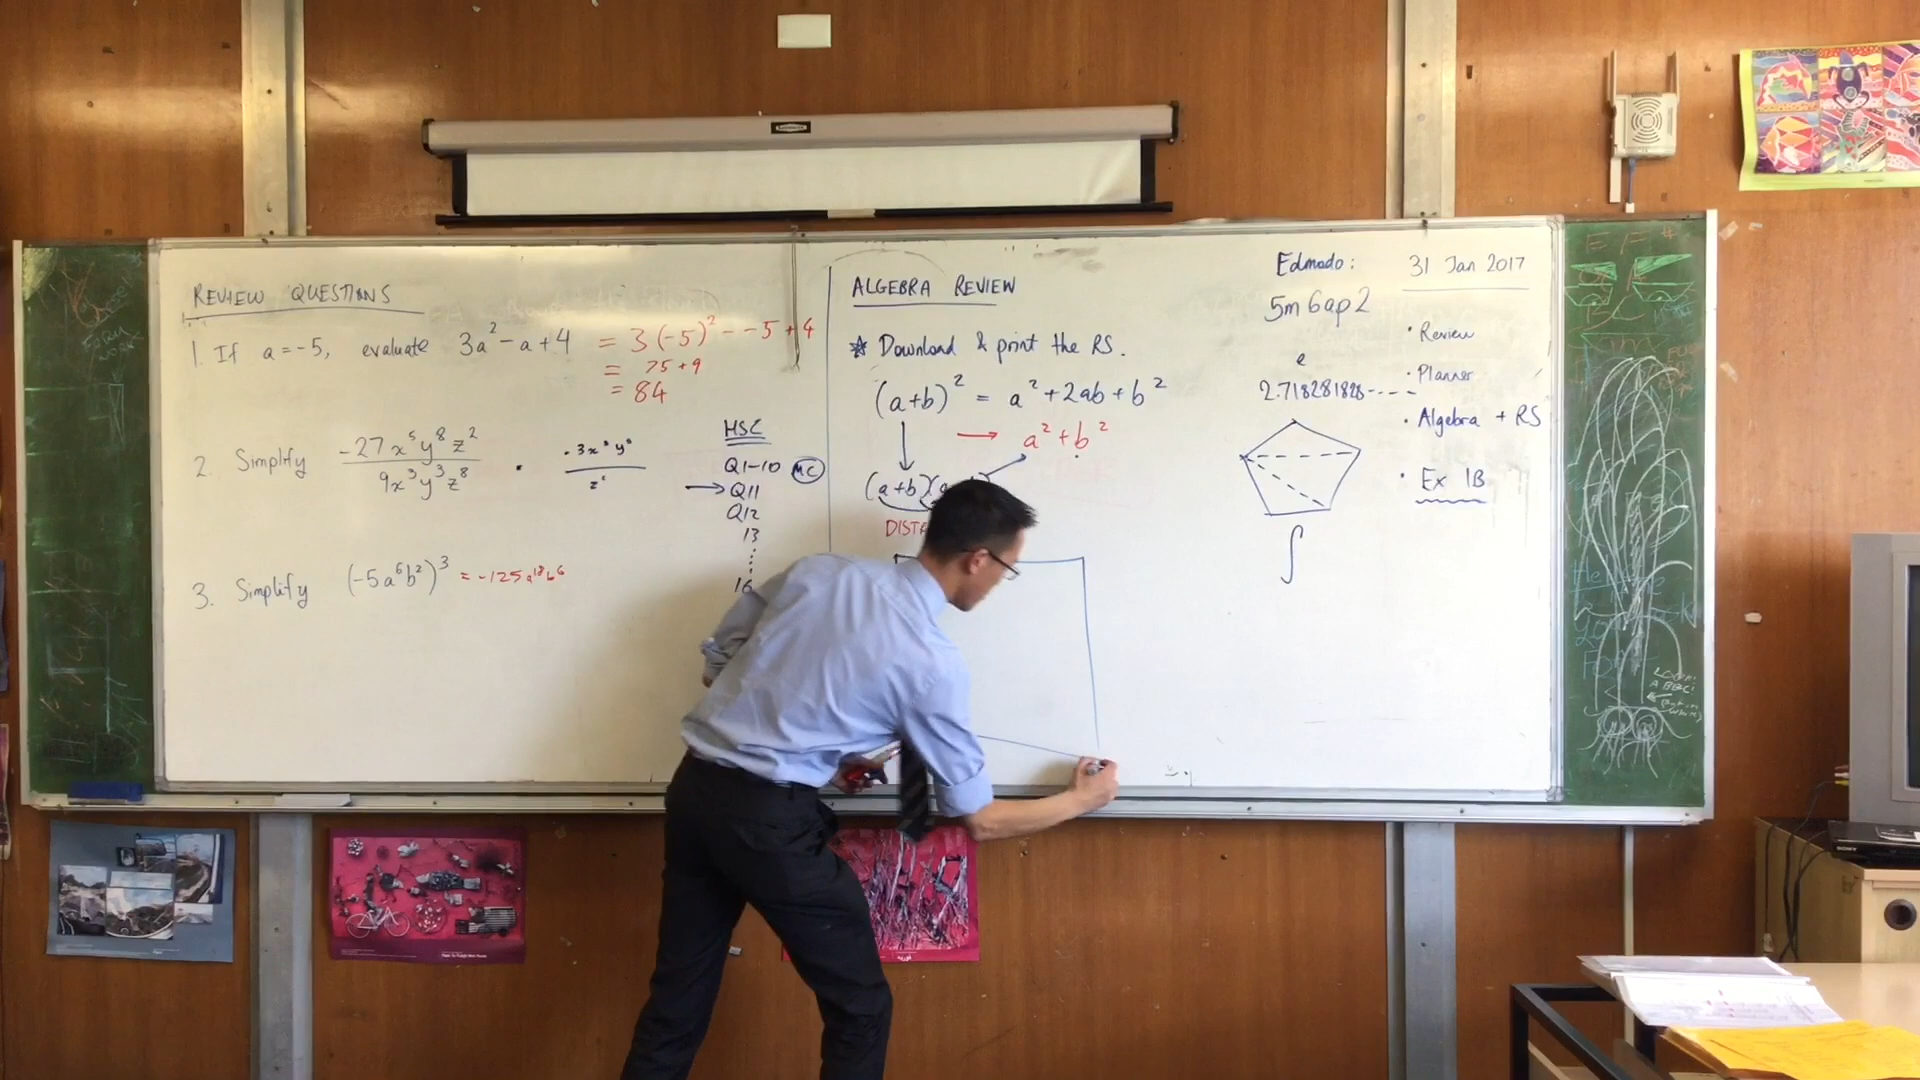 REVIEW QUESTIONS
1. If a = -5, evaluate 3a² - a + 4 = 3(-5)² - -5 + 4
= 75 + 9
= 84
2. Simplify -27x⁵y⁸z² / 9x³y³z⁸
3. Simplify (-5a⁶b²)³ = -125a¹⁸b⁶
HSC
Q1-10 MC
→ Q11
Q12
13
⋮
16
ALGEBRA REVIEW
* Download & print the RS.
(a+b)² = a² + 2ab + b²
→ a² + b²
(a+b)(a
DISTR
Edmodo:
5m6ap2
e
2.718281828----
∫
31 Jan 2017
• Review
• Planner
• Algebra + RS
• Ex 1B
SONY